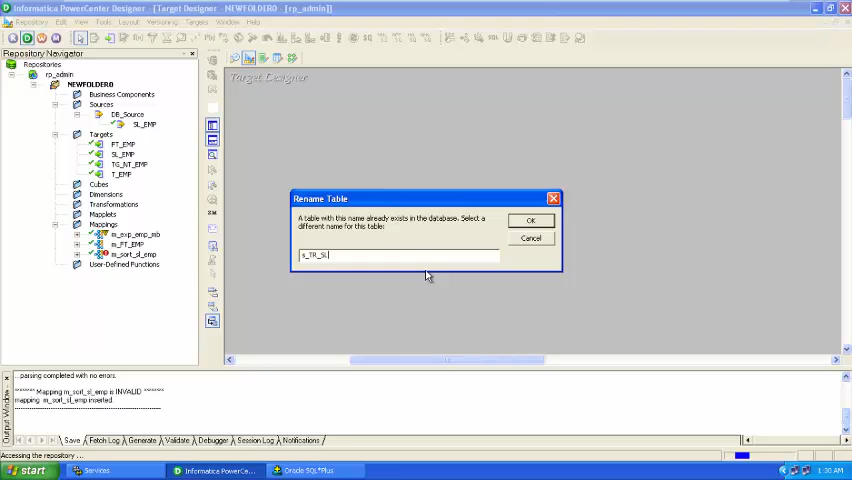 Informatica PowerCenter Designer - [Target Designer - NEWFOLDER0 [rp_admin]]
Repository Edit View Tools Layout Versioning Targets Window Help
Repository Navigator
Repositories
rp_admin
NEWFOLDER0
Business Components
Sources
DB_Source
SL_EMP
Targets
FT_EMP
SL_EMP
TG_NT_EMP
T_EMP
Cubes
Dimensions
Transformations
Mapplets
Mappings
m_exp_emp_mb
m_FT_EMP
m_sort_sl_emp
User-Defined Functions
Target Designer
Rename Table
A table with this name already exists in the database. Select a
different name for this table:
OK
Cancel
s_TR_SL
Output Window
...parsing completed with no errors.
******** Mapping m_sort_sl_emp is INVALID ********
mapping m_sort_sl_emp inserted.
Save Fetch Log Generate Validate Debugger Session Log Notifications
Accessing the repository ...
start Services Informatica PowerCe... Oracle SQL*Plus 1:30 AM